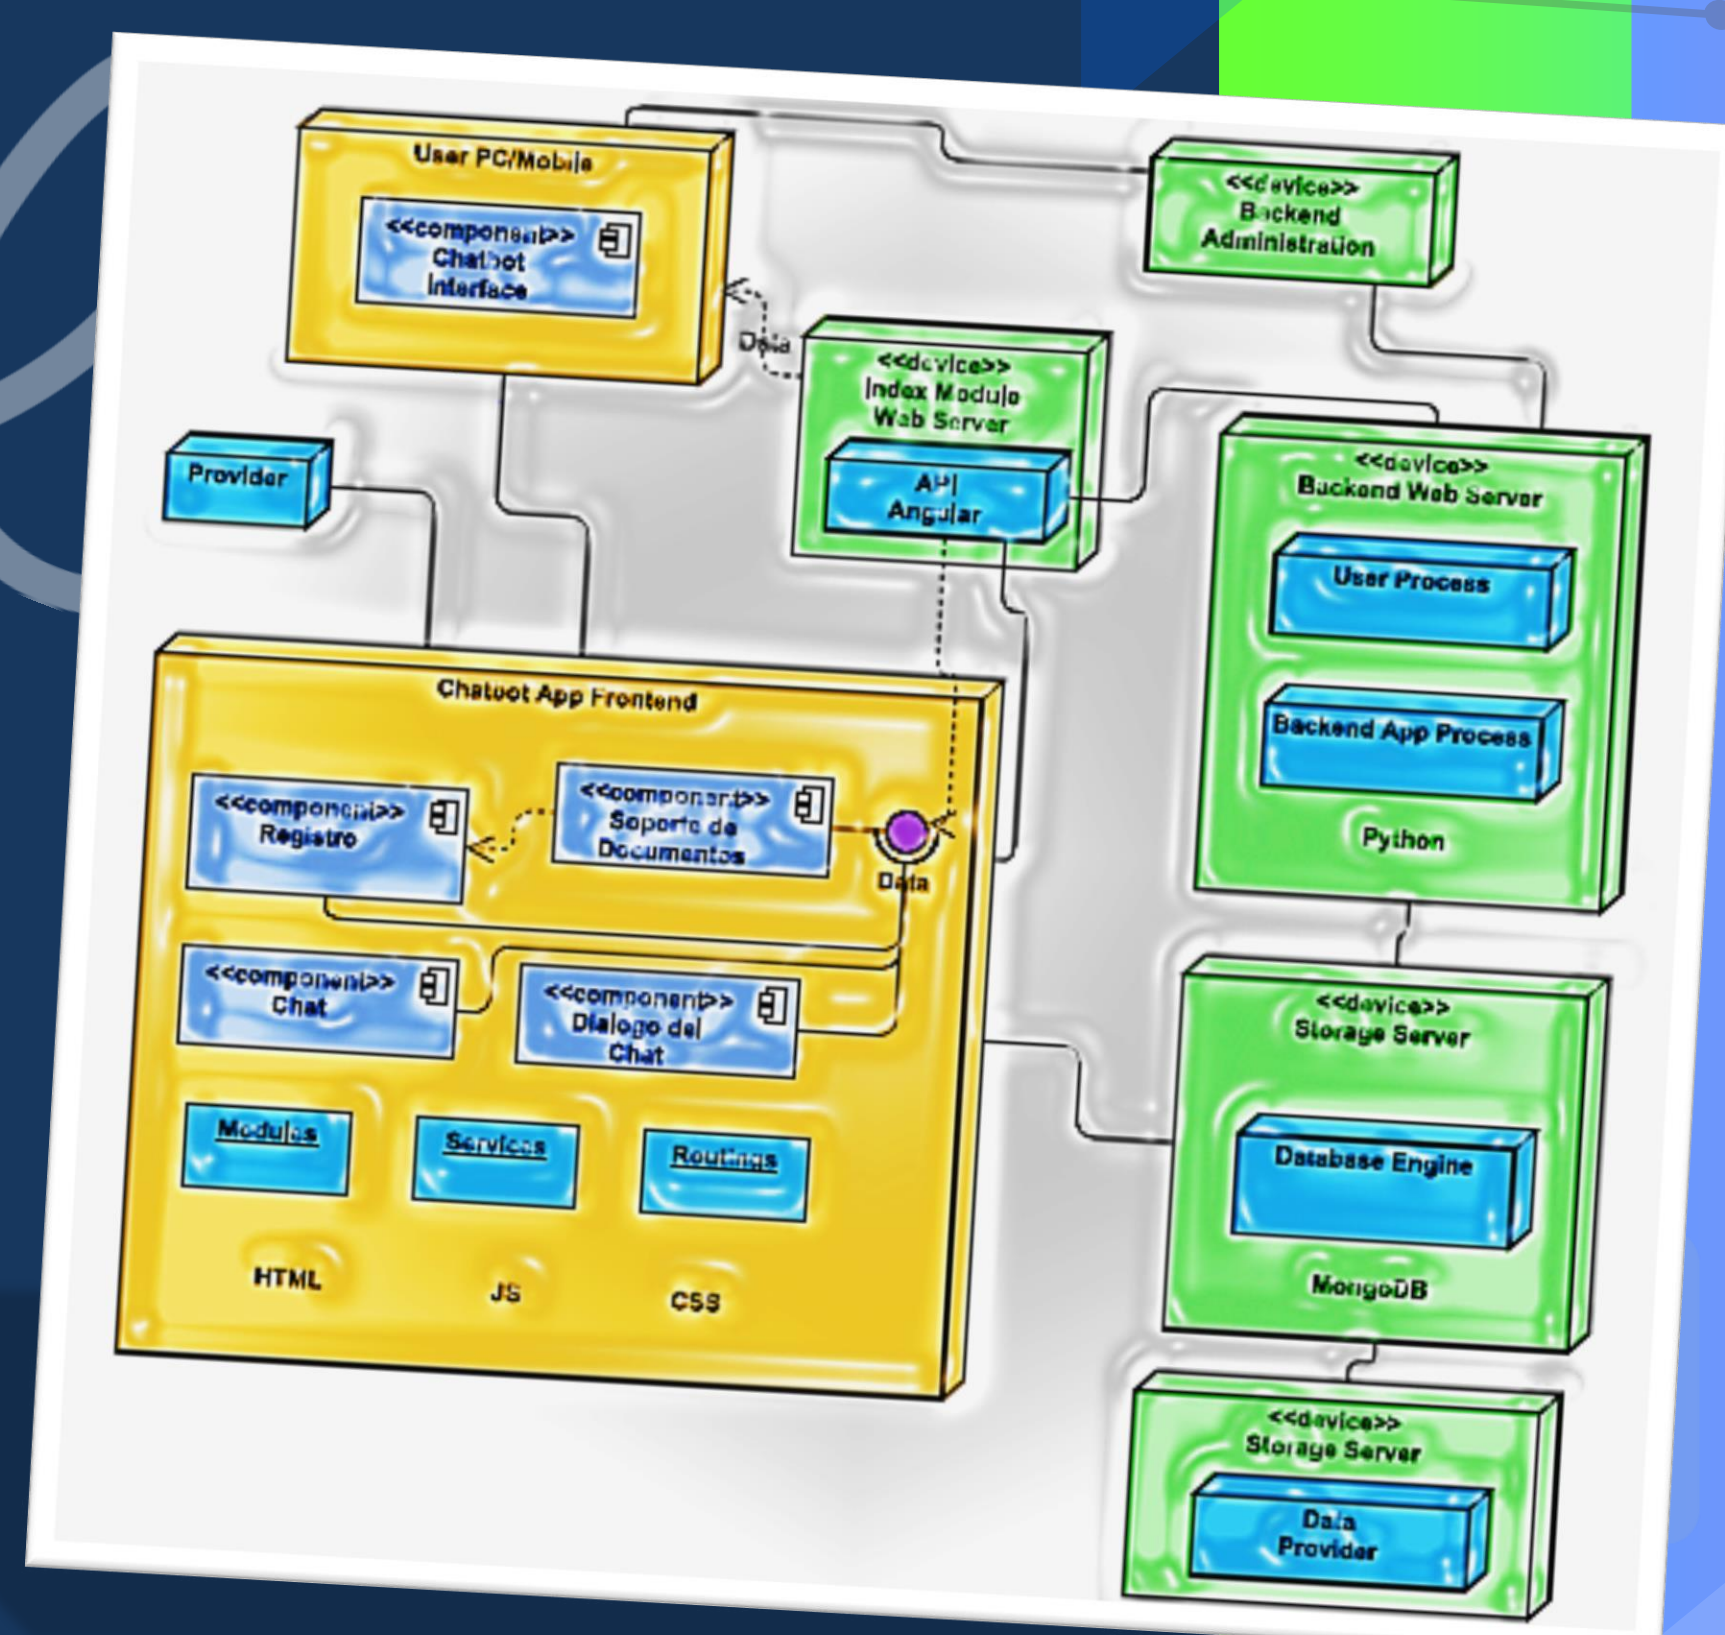 User PC/Mobile
<<component>>
Chatbot
Interface
<<device>>
Backend
Administration
Data
<<device>>
Index Module
Web Server
API
Angular
Provider
<<device>>
Backend Web Server
User Process
Backend App Process
Python
Chatbot App Frontend
<<component>>
Registro
<<component>>
Soporte de
Documentos
Data
<<component>>
Chat
<<component>>
Dialogo del
Chat
Modules
Services
Routings
HTML
JS
CSS
<<device>>
Storage Server
Database Engine
MongoDB
<<device>>
Storage Server
Data
Provider